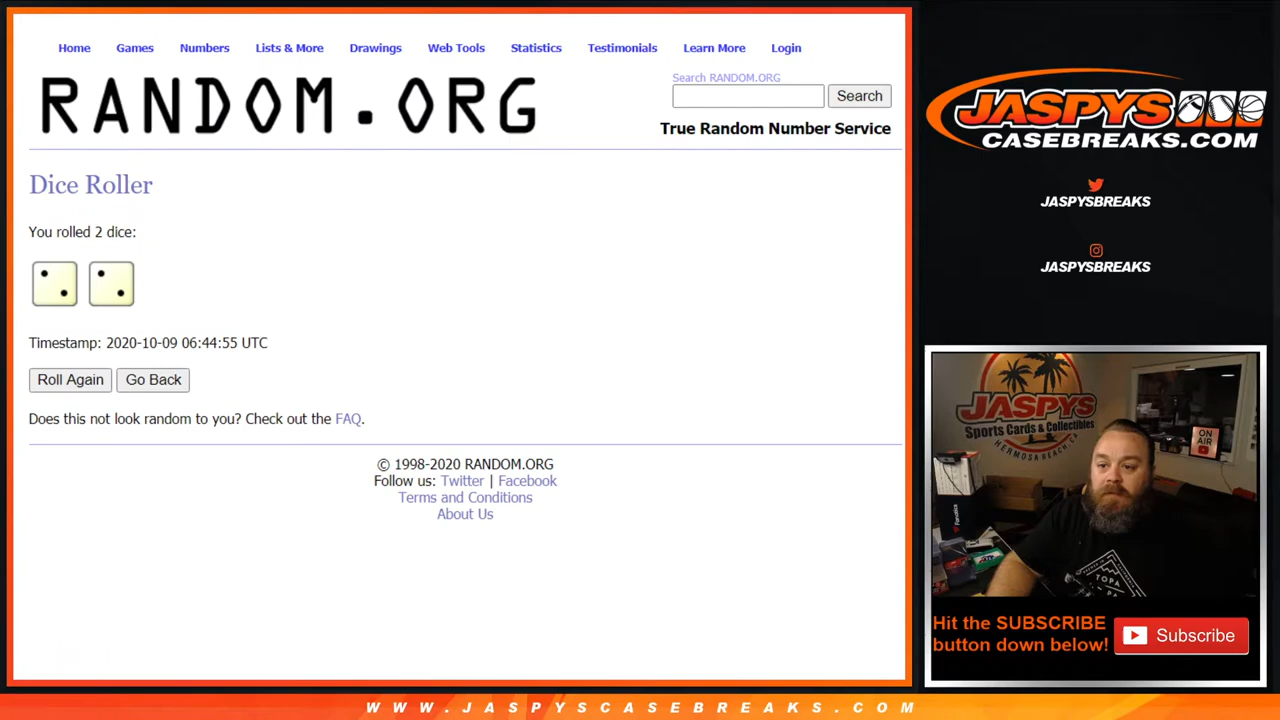 Home Games Numbers Lists & More Drawings Web Tools Statistics Testimonials Learn More Login
RANDOM.ORG
Search RANDOM.ORG
Search
True Random Number Service
Dice Roller
You rolled 2 dice:
Timestamp: 2020-10-09 06:44:55 UTC
Roll Again Go Back
Does this not look random to you? Check out the FAQ.
© 1998-2020 RANDOM.ORG
Follow us: Twitter | Facebook
Terms and Conditions
About Us
JASPYS
CASEBREAKS.COM
JASPYSBREAKS
JASPYSBREAKS
JASPYS
Sports Cards & Collectibles
HERMOSA BEACH, CA
ON
AIR
Fanatics
TOPA
Hit the SUBSCRIBE
button down below!
Subscribe
WWW.JASPYSCASEBREAKS.COM